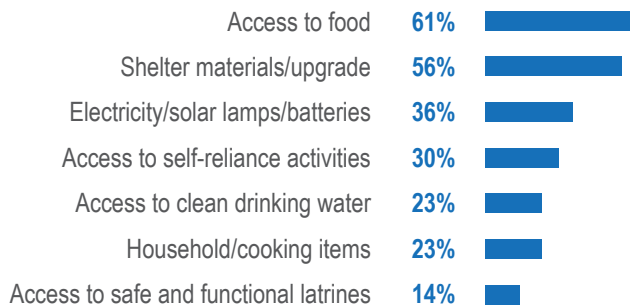 Access to food 61%
Shelter materials/upgrade 56%
Electricity/solar lamps/batteries 36%
Access to self-reliance activities 30%
Access to clean drinking water 23%
Household/cooking items 23%
Access to safe and functional latrines 14%